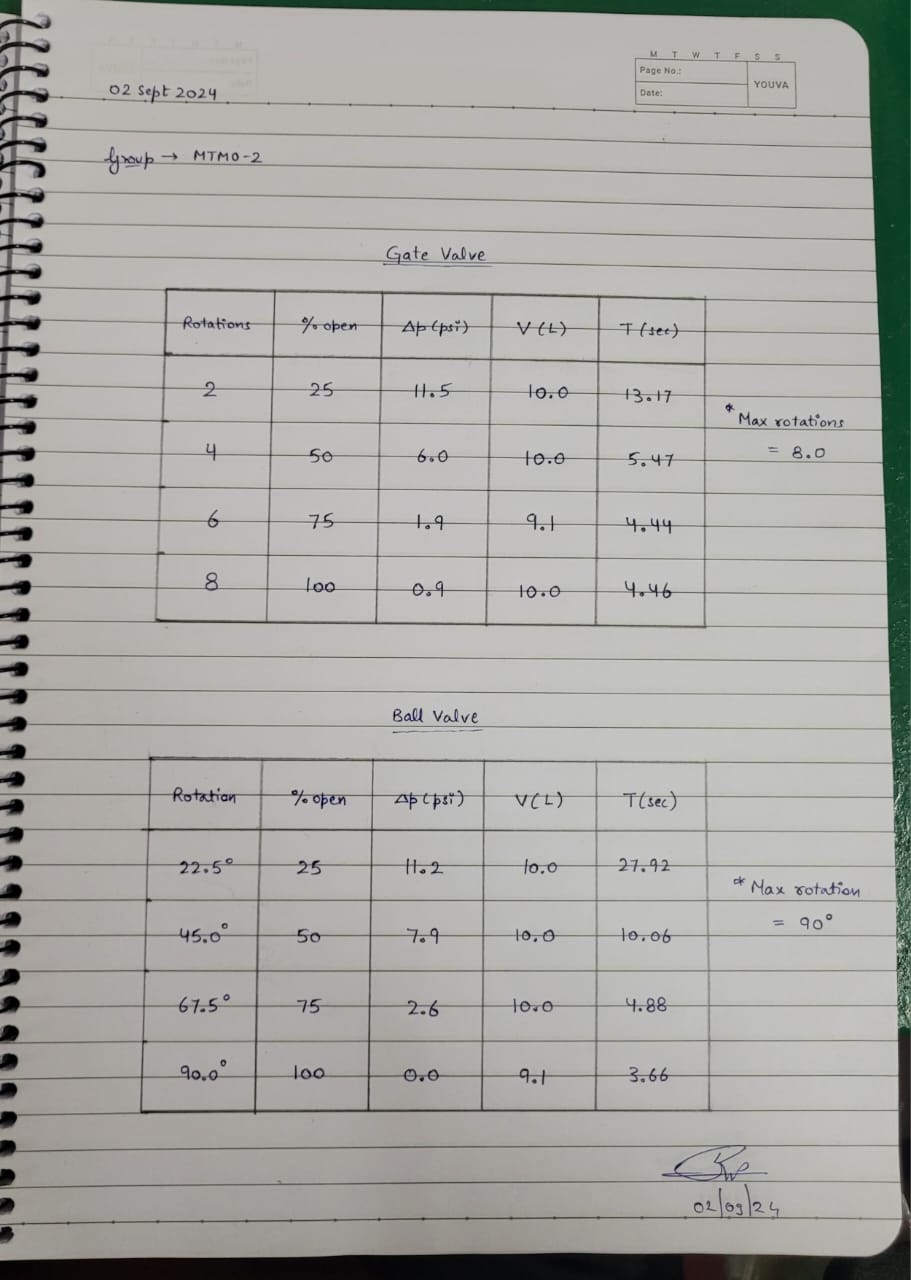 M T W T F S S
Page No.:
YOUVA
Date:
02 Sept 2024
Group → MTMO-2
Gate Valve
Rotations % open Δp (psi) V (L) T (sec)
2 25 11.5 10.0 13.17
* Max rotations
4 50 6.0 10.0 5.47
= 8.0
6 75 1.9 9.1 4.44
8 100 0.9 10.0 4.46
Ball Valve
Rotation % open Δp (psi) V(L) T(sec)
22.5° 25 11.2 10.0 27.92
* Max rotation
= 90°
45.0° 50 7.9 10.0 10.06
67.5° 75 2.6 10.0 4.88
90.0° 100 0.0 9.1 3.66
02/09/24